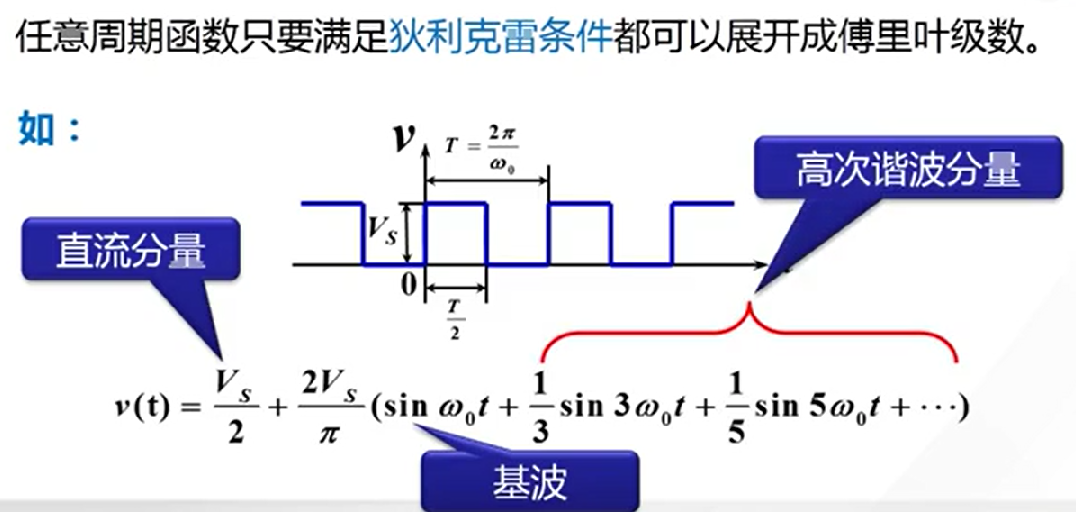 任意周期函数只要满足狄利克雷条件都可以展开成傅里叶级数。
如：
v
T = 2π/ω₀
高次谐波分量
V_S
直流分量
0
T/2
v(t) = V_S/2 + 2V_S/π (sin ω₀t + 1/3 sin 3ω₀t + 1/5 sin 5ω₀t + ⋯)
基波